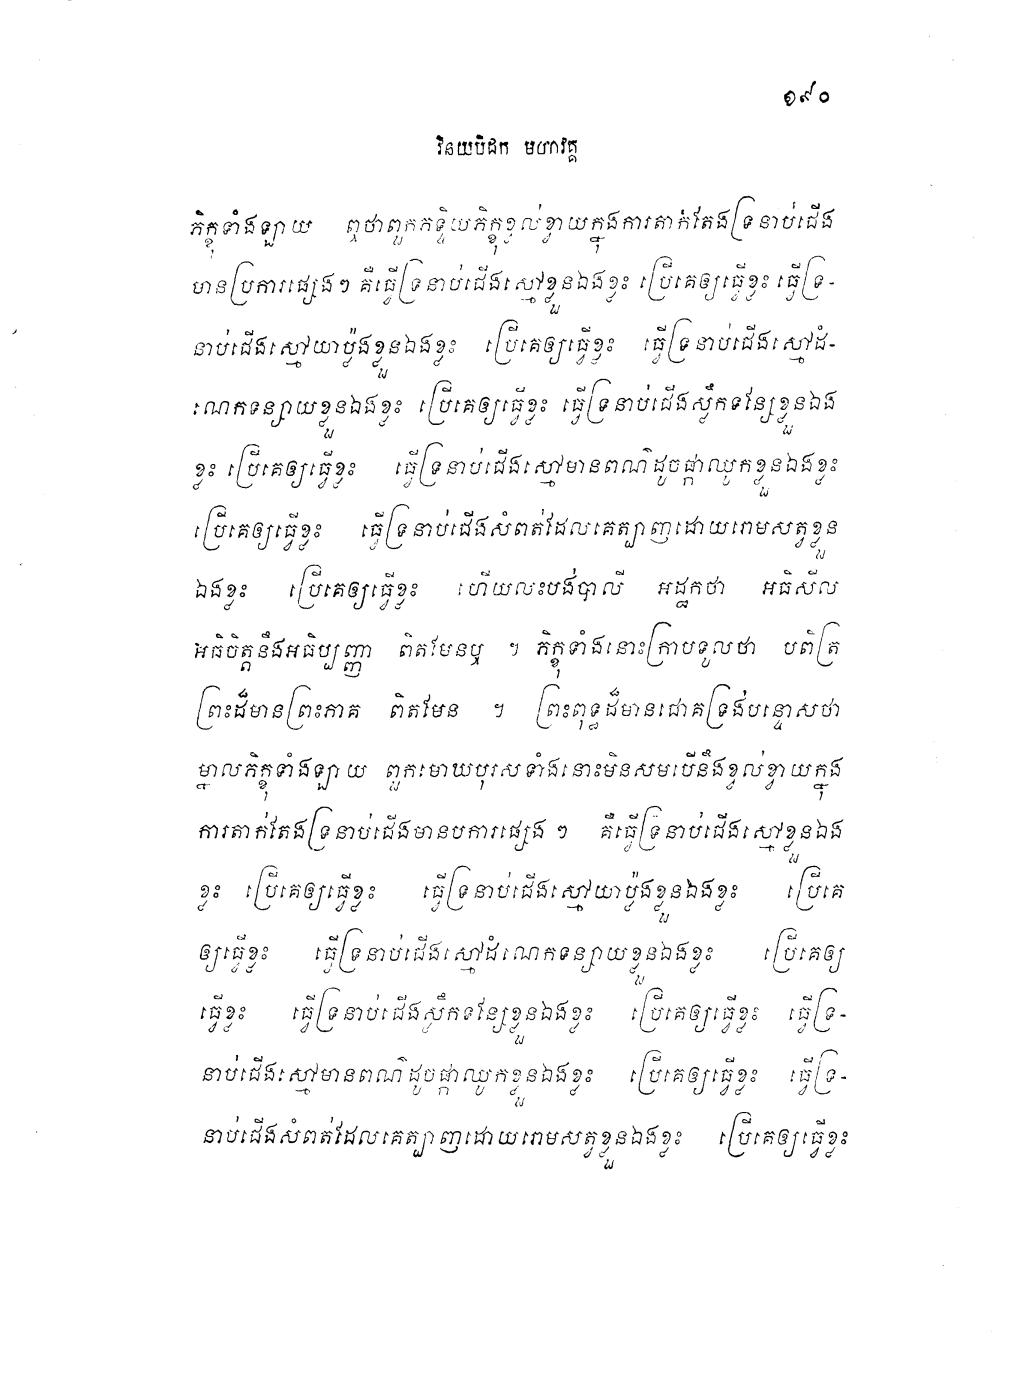 ១៩០
វិនយបិដក មហាវគ្គ
ភិក្ខុទាំងឡាយ ឮថាពួកភទ្ទិយភិក្ខុខ្វល់ខ្វាយក្នុងការតាក់តែងទ្រនាប់ជើង
មានប្រការផ្សេងៗ គឺធ្វើទ្រនាប់ជើងស្មៅខ្លួនឯងខ្លះ ប្រើគេឲ្យធ្វើខ្លះ ធ្វើទ្រ-
នាប់ជើងស្មៅយាប្លងខ្លួនឯងខ្លះ ប្រើគេឲ្យធ្វើខ្លះ ធ្វើទ្រនាប់ជើងស្មៅដំ-
ណេកទន្សាយខ្លួនឯងខ្លះ ប្រើគេឲ្យធ្វើខ្លះ ធ្វើទ្រនាប់ជើងស្លឹកទន្សែខ្លួនឯង
ខ្លះ ប្រើគេឲ្យធ្វើខ្លះ ធ្វើទ្រនាប់ជើងស្មៅមានពណ៌ដូចផ្កាឈូកខ្លួនឯងខ្លះ
ប្រើគេឲ្យធ្វើខ្លះ ធ្វើទ្រនាប់ជើងសំពត់ដែលគេត្បាញដោយរោមសត្វខ្លួន
ឯងខ្លះ ប្រើគេឲ្យធ្វើខ្លះ ហើយលះបង់បាលី អដ្ឋកថា អធិសីល
អធិចិត្តនឹងអធិប្បញ្ញា ពិតមែនឬ ។ ភិក្ខុទាំងនោះក្រាបទូលថា បពិត្រ
ព្រះដ៏មានព្រះភាគ ពិតមែន ។ ព្រះពុទ្ធដ៏មានជោគទ្រង់បន្ទោសថា
ម្នាលភិក្ខុទាំងឡាយ ពួកមោឃបុរសទាំងនោះមិនសមបើនឹងខ្វល់ខ្វាយក្នុង
ការតាក់តែងទ្រនាប់ជើងមានបការផ្សេងៗ គឺធ្វើទ្រនាប់ជើងស្មៅខ្លួនឯង
ខ្លះ ប្រើគេឲ្យធ្វើខ្លះ ធ្វើទ្រនាប់ជើងស្មៅយាប្លងខ្លួនឯងខ្លះ ប្រើគេ
ឲ្យធ្វើខ្លះ ធ្វើទ្រនាប់ជើងស្មៅដំណេកទន្សាយខ្លួនឯងខ្លះ ប្រើគេឲ្យ
ធ្វើខ្លះ ធ្វើទ្រនាប់ជើងស្លឹកទន្សែខ្លួនឯងខ្លះ ប្រើគេឲ្យធ្វើខ្លះ ធ្វើទ្រ-
នាប់ជើងស្មៅមានពណ៌ដូចផ្កាឈូកខ្លួនឯងខ្លះ ប្រើគេឲ្យធ្វើខ្លះ ធ្វើទ្រ-
នាប់ជើងសំពត់ដែលគេត្បាញដោយរោមសត្វខ្លួនឯងខ្លះ ប្រើគេឲ្យធ្វើខ្លះ